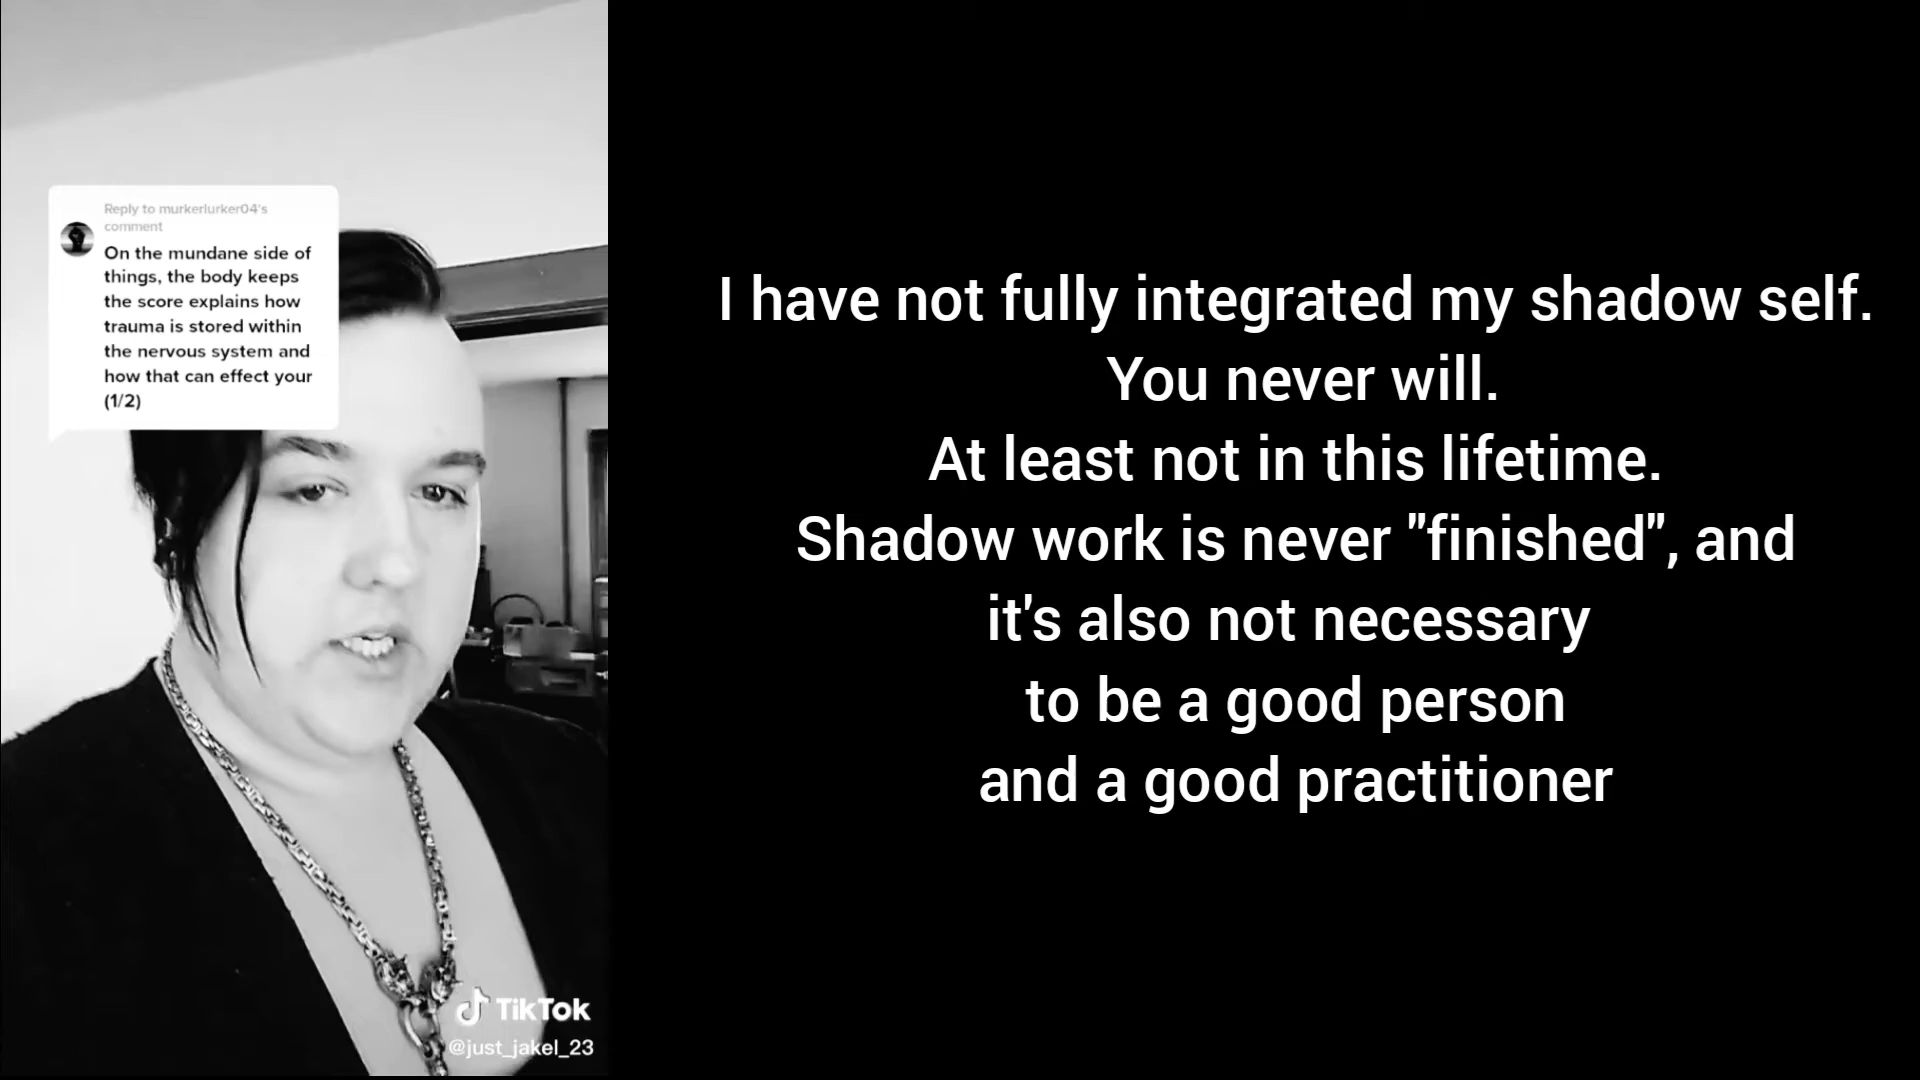 Reply to murkerlurker04's
comment
On the mundane side of
things, the body keeps
the score explains how
trauma is stored within
the nervous system and
how that can effect your
(1/2)
TikTok
@just_jakel_23
I have not fully integrated my shadow self.
You never will.
At least not in this lifetime.
Shadow work is never "finished", and
it's also not necessary
to be a good person
and a good practitioner